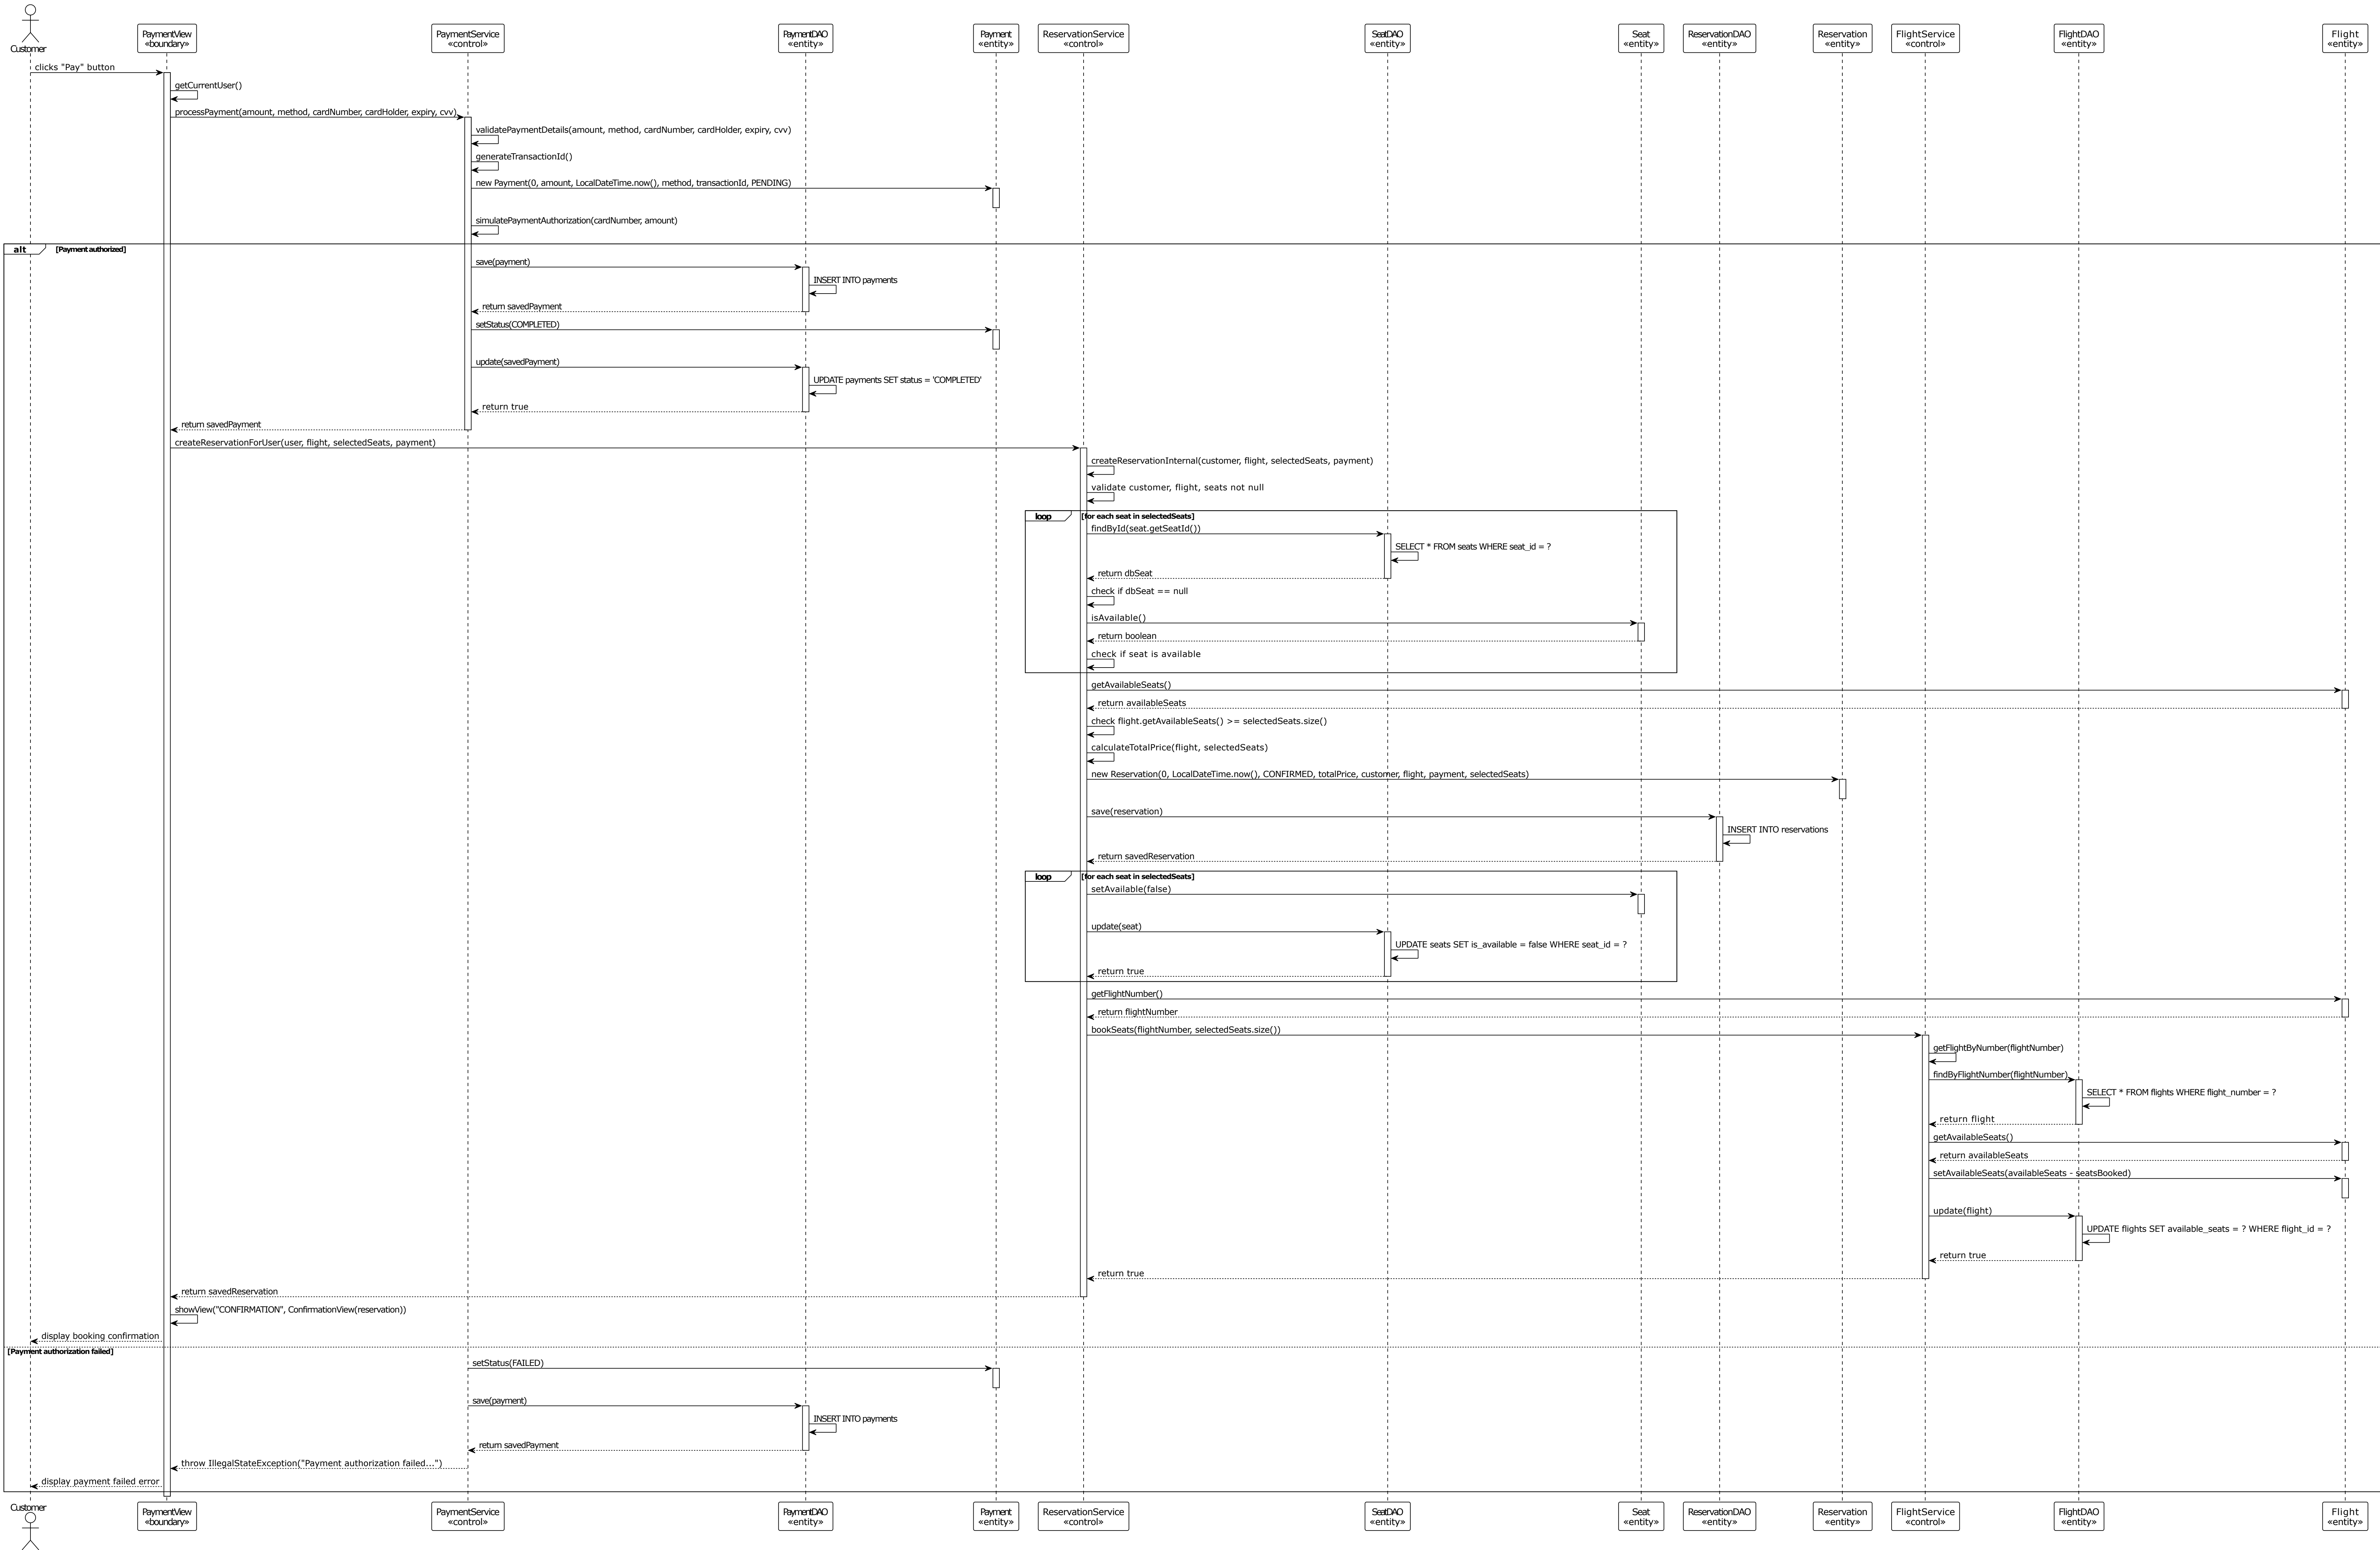 Customer
PaymentView
«boundary»
PaymentService
«control»
PaymentDAO
«entity»
Payment
«entity»
ReservationService
«control»
SeatDAO
«entity»
Seat
«entity»
ReservationDAO
«entity»
Reservation
«entity»
FlightService
«control»
FlightDAO
«entity»
Flight
«entity»
clicks "Pay" button
getCurrentUser()
processPayment(amount, method, cardNumber, cardHolder, expiry, cvv)
validatePaymentDetails(amount, method, cardNumber, cardHolder, expiry, cvv)
generateTransactionId()
new Payment(0, amount, LocalDateTime.now(), method, transactionId, PENDING)
simulatePaymentAuthorization(cardNumber, amount)
alt [Payment authorized]
save(payment)
INSERT INTO payments
return savedPayment
setStatus(COMPLETED)
update(savedPayment)
UPDATE payments SET status = 'COMPLETED'
return true
return savedPayment
createReservationForUser(user, flight, selectedSeats, payment)
createReservationInternal(customer, flight, selectedSeats, payment)
validate customer, flight, seats not null
loop [for each seat in selectedSeats]
findById(seat.getSeatId())
SELECT * FROM seats WHERE seat_id = ?
return dbSeat
check if dbSeat == null
isAvailable()
return boolean
check if seat is available
getAvailableSeats()
return availableSeats
check flight.getAvailableSeats() >= selectedSeats.size()
calculateTotalPrice(flight, selectedSeats)
new Reservation(0, LocalDateTime.now(), CONFIRMED, totalPrice, customer, flight, payment, selectedSeats)
save(reservation)
INSERT INTO reservations
return savedReservation
loop [for each seat in selectedSeats]
setAvailable(false)
update(seat)
UPDATE seats SET is_available = false WHERE seat_id = ?
return true
getFlightNumber()
return flightNumber
bookSeats(flightNumber, selectedSeats.size())
getFlightByNumber(flightNumber)
findByFlightNumber(flightNumber)
SELECT * FROM flights WHERE flight_number = ?
return flight
getAvailableSeats()
return availableSeats
setAvailableSeats(availableSeats - seatsBooked)
update(flight)
UPDATE flights SET available_seats = ? WHERE flight_id = ?
return true
return true
return savedReservation
showView("CONFIRMATION", ConfirmationView(reservation))
display booking confirmation
[Payment authorization failed]
setStatus(FAILED)
save(payment)
INSERT INTO payments
return savedPayment
throw IllegalStateException("Payment authorization failed...")
display payment failed error
Customer
PaymentView
«boundary»
PaymentService
«control»
PaymentDAO
«entity»
Payment
«entity»
ReservationService
«control»
SeatDAO
«entity»
Seat
«entity»
ReservationDAO
«entity»
Reservation
«entity»
FlightService
«control»
FlightDAO
«entity»
Flight
«entity»